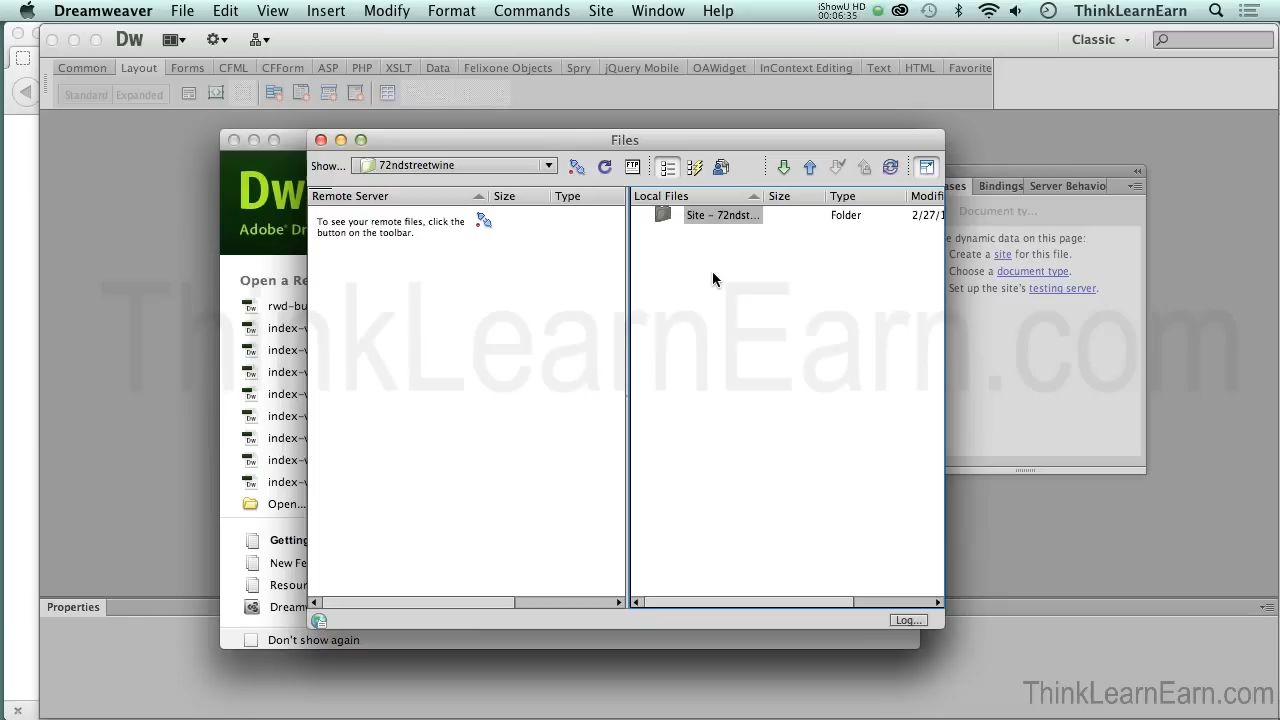 Dreamweaver File Edit View Insert Modify Format Commands Site Window Help iShowU HD 00:06:35 ThinkLearnEarn
Dw Classic
Common Layout Forms CFML CFForm ASP PHP XSLT Data Felixone Objects Spry jQuery Mobile OAWidget InContext Editing Text HTML Favorite
Standard Expanded
Files
Show... 72ndstreetwine FTP
Remote Server Size Type Local Files Size Type Modifi
To see your remote files, click the
button on the toolbar.
Site – 72ndst... Folder 2/27/1
ases Bindings Server Behavio
Document ty...
e dynamic data on this page:
Create a site for this file.
Choose a document type.
Set up the site's testing server.
Dw
Adobe® Dr
Open a Re
rwd-bu
index-v
index-v
index-v
index-v
index-v
index-v
index-v
index-v
Open...
Getting
New Fe
Resour
Dream
Don't show again
Log...
Properties
ThinkLearnEarn.com
ThinkLearnEarn.com